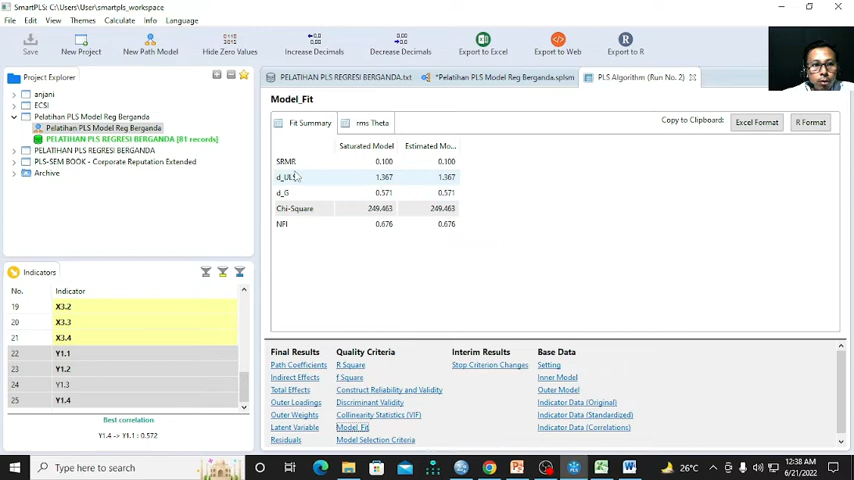 SmartPLS: C:\Users\User\smartpls_workspace
File Edit View Themes Calculate Info Language
Save New Project New Path Model Hide Zero Values Increase Decimals Decrease Decimals Export to Excel Export to Web Export to R
Project Explorer
anjani
ECSI
Pelatihan PLS Model Reg Berganda
Pelatihan PLS Model Reg Berganda
PELATIHAN PLS REGRESI BERGANDA [81 records]
PELATIHAN PLS REGRESI BERGANDA
PLS-SEM BOOK - Corporate Reputation Extended
Archive
Indicators
No. Indicator
19 X3.2
20 X3.3
21 X3.4
22 Y1.1
23 Y1.2
24 Y1.3
25 Y1.4
Best correlation
Y1.4 -> Y1.1 : 0.572
PELATIHAN PLS REGRESI BERGANDA.txt *Pelatihan PLS Model Reg Berganda.splsm PLS Algorithm (Run No. 2)
Model_Fit
Fit Summary rms Theta Copy to Clipboard: Excel Format R Format
Saturated Model Estimated Mo...
SRMR 0.100 0.100
d_ULS 1.367 1.367
d_G 0.571 0.571
Chi-Square 249.463 249.463
NFI 0.676 0.676
Final Results Quality Criteria Interim Results Base Data
Path Coefficients R Square Stop Criterion Changes Setting
Indirect Effects f Square Inner Model
Total Effects Construct Reliability and Validity Outer Model
Outer Loadings Discriminant Validity Indicator Data (Original)
Outer Weights Collinearity Statistics (VIF) Indicator Data (Standardized)
Latent Variable Model_Fit Indicator Data (Correlations)
Residuals Model Selection Criteria
Type here to search
26°C
12:38 AM
6/21/2022